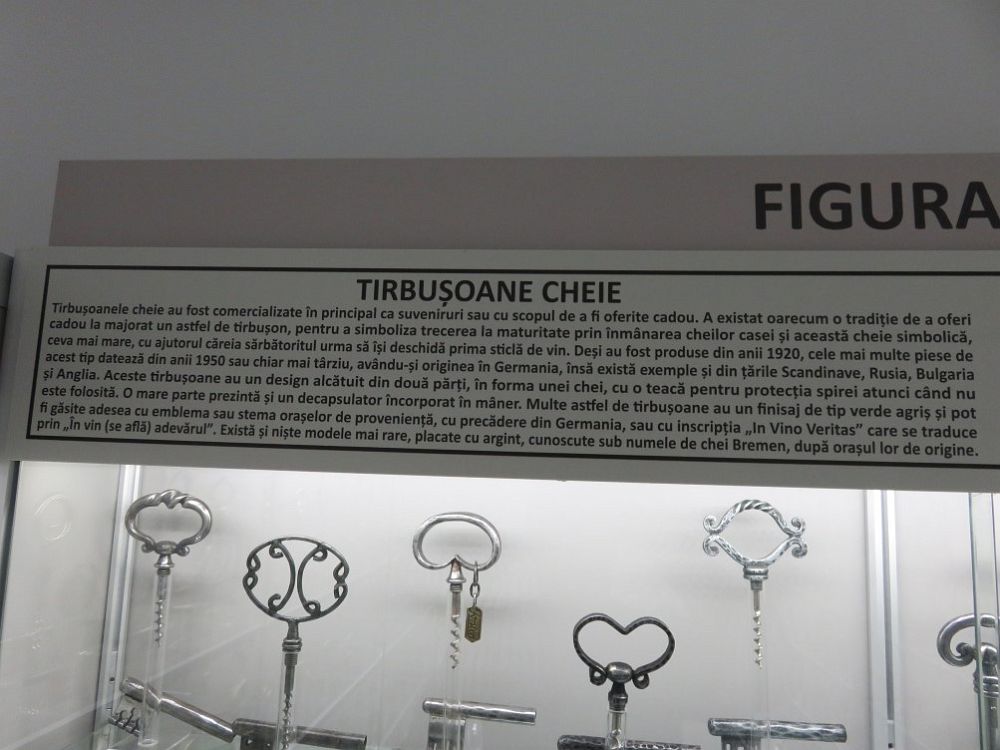 FIGURA
TIRBUȘOANE CHEIE
Tirbușoanele cheie au fost comercializate în principal ca suveniruri sau cu scopul de a fi oferite cadou. A existat oarecum o tradiție de a oferi
cadou la majorat un astfel de tirbușon, pentru a simboliza trecerea la maturitate prin înmânarea cheilor casei și această cheie simbolică,
ceva mai mare, cu ajutorul căreia sărbătoritul urma să își deschidă prima sticlă de vin. Deși au fost produse din anii 1920, cele mai multe piese de
acest tip datează din anii 1950 sau chiar mai târziu, avându-și originea în Germania, însă există exemple și din țările Scandinave, Rusia, Bulgaria
și Anglia. Aceste tirbușoane au un design alcătuit din două părți, în forma unei chei, cu o teacă pentru protecția spirei atunci când nu
este folosită. O mare parte prezintă și un decapsulator încorporat în mâner. Multe astfel de tirbușoane au un finisaj de tip verde agriș și pot
fi găsite adesea cu emblema sau stema orașelor de proveniență, cu precădere din Germania, sau cu inscripția „In Vino Veritas” care se traduce
prin „În vin (se află) adevărul”. Există și niște modele mai rare, placate cu argint, cunoscute sub numele de chei Bremen, după orașul lor de origine.